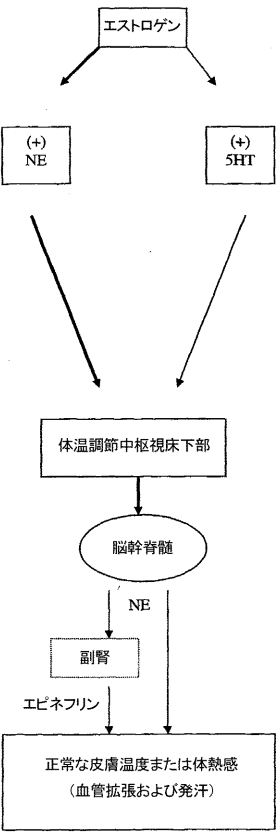 エストロゲン
(+)
NE
(+)
5HT
体温調節中枢視床下部
脳幹脊髄
NE
副腎
エピネフリン
正常な皮膚温度または体熱感
(血管拡張および発汗)